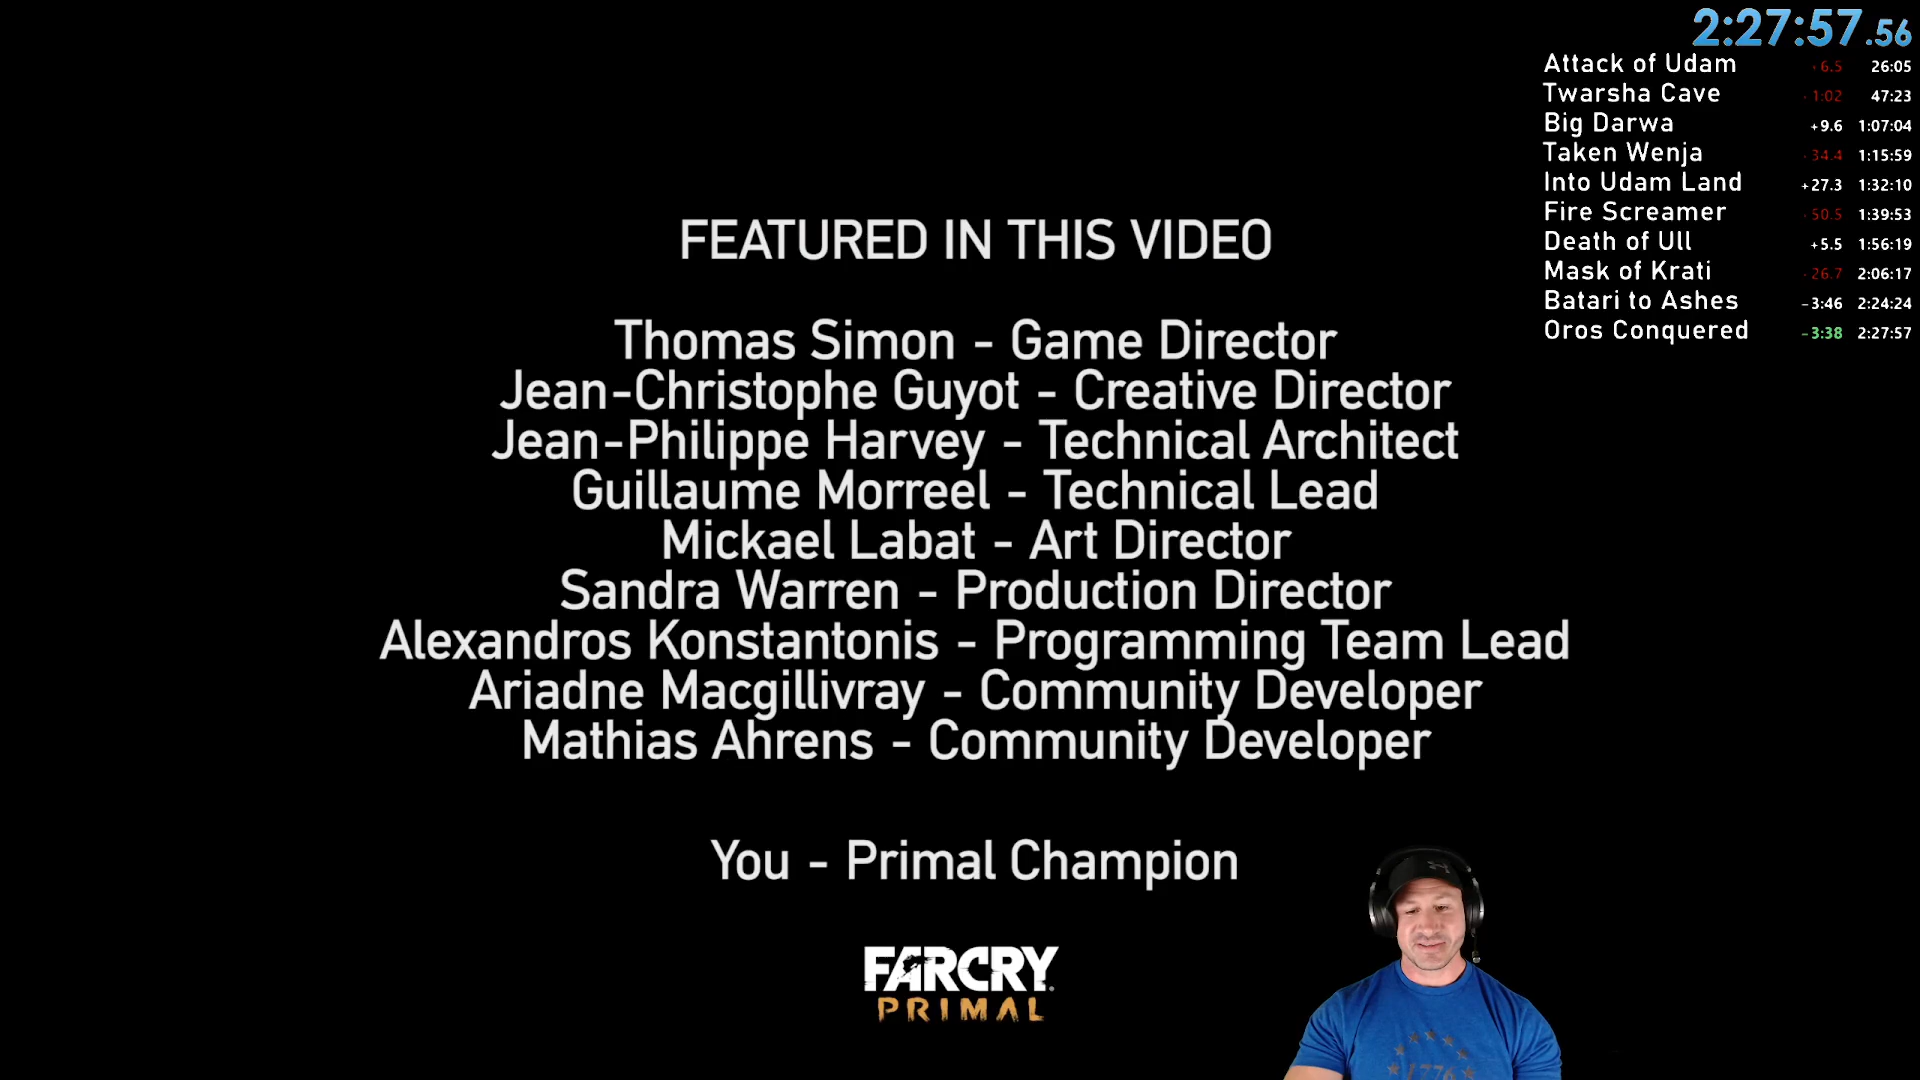 2:27:57.56
Attack of Udam +6.5 26:05
Twarsha Cave - 1:02 47:23
Big Darwa +9.6 1:07:04
Taken Wenja - 34.4 1:15:59
Into Udam Land +27.3 1:32:10
Fire Screamer - 50.5 1:39:53
Death of Ull +5.5 1:56:19
Mask of Krati - 26.7 2:06:17
Batari to Ashes -3:46 2:24:24
Oros Conquered -3:38 2:27:57
FEATURED IN THIS VIDEO
Thomas Simon - Game Director
Jean-Christophe Guyot - Creative Director
Jean-Philippe Harvey - Technical Architect
Guillaume Morreel - Technical Lead
Mickael Labat - Art Director
Sandra Warren - Production Director
Alexandros Konstantonis - Programming Team Lead
Ariadne Macgillivray - Community Developer
Mathias Ahrens - Community Developer
You - Primal Champion
FARCRY
PRIMAL
1776